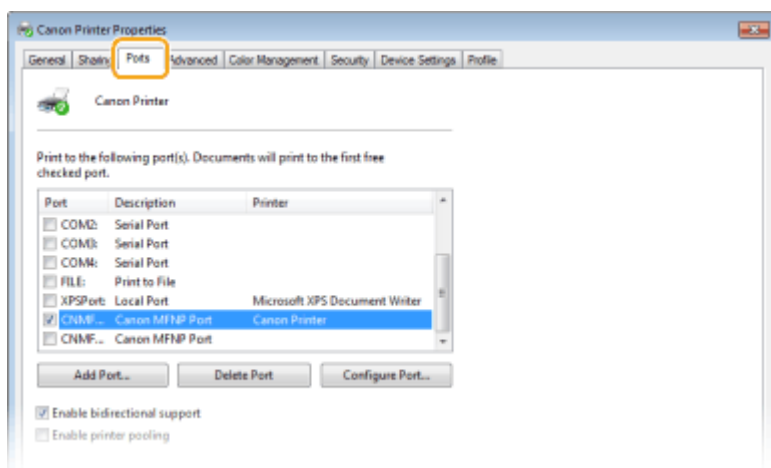 Canon Printer Properties
General Sharing Ports Advanced Color Management Security Device Settings Profile
Canon Printer
Print to the following port(s). Documents will print to the first free
checked port.
Port Description Printer
COM2: Serial Port
COM3: Serial Port
COM4: Serial Port
FILE: Print to File
XPSPort: Local Port Microsoft XPS Document Writer
CNMF... Canon MFNP Port Canon Printer
CNMF... Canon MFNP Port
Add Port... Delete Port Configure Port...
Enable bidirectional support
Enable printer pooling